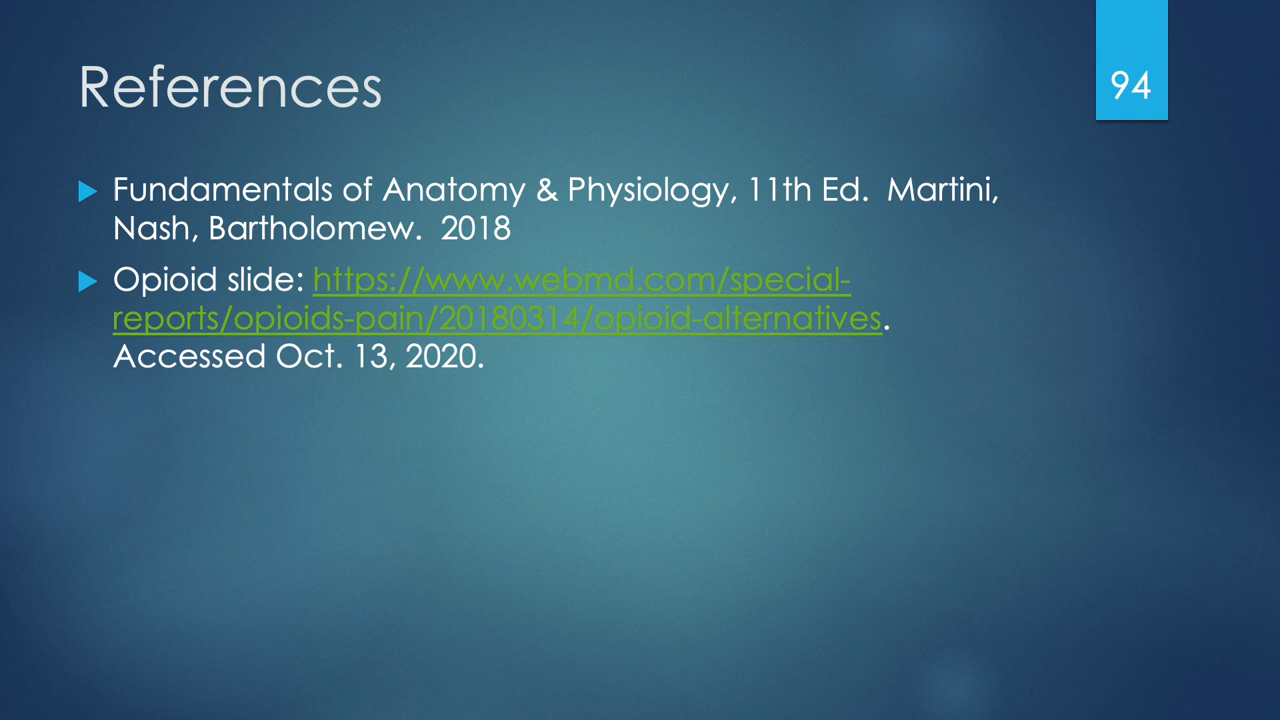 References
94
Fundamentals of Anatomy & Physiology, 11th Ed.  Martini,
Nash, Bartholomew.  2018
Opioid slide: https://www.webmd.com/special-
reports/opioids-pain/20180314/opioid-alternatives.
Accessed Oct. 13, 2020.